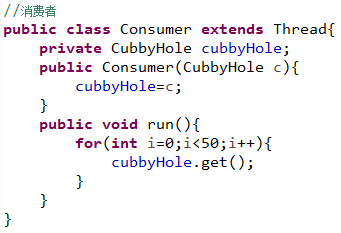 //消费者
public class Consumer extends Thread{
    private CubbyHole cubbyHole;
    public Consumer(CubbyHole c){
        cubbyHole=c;
    }
    public void run(){
        for(int i=0;i<50;i++){
            cubbyHole.get();
        }
    }
}